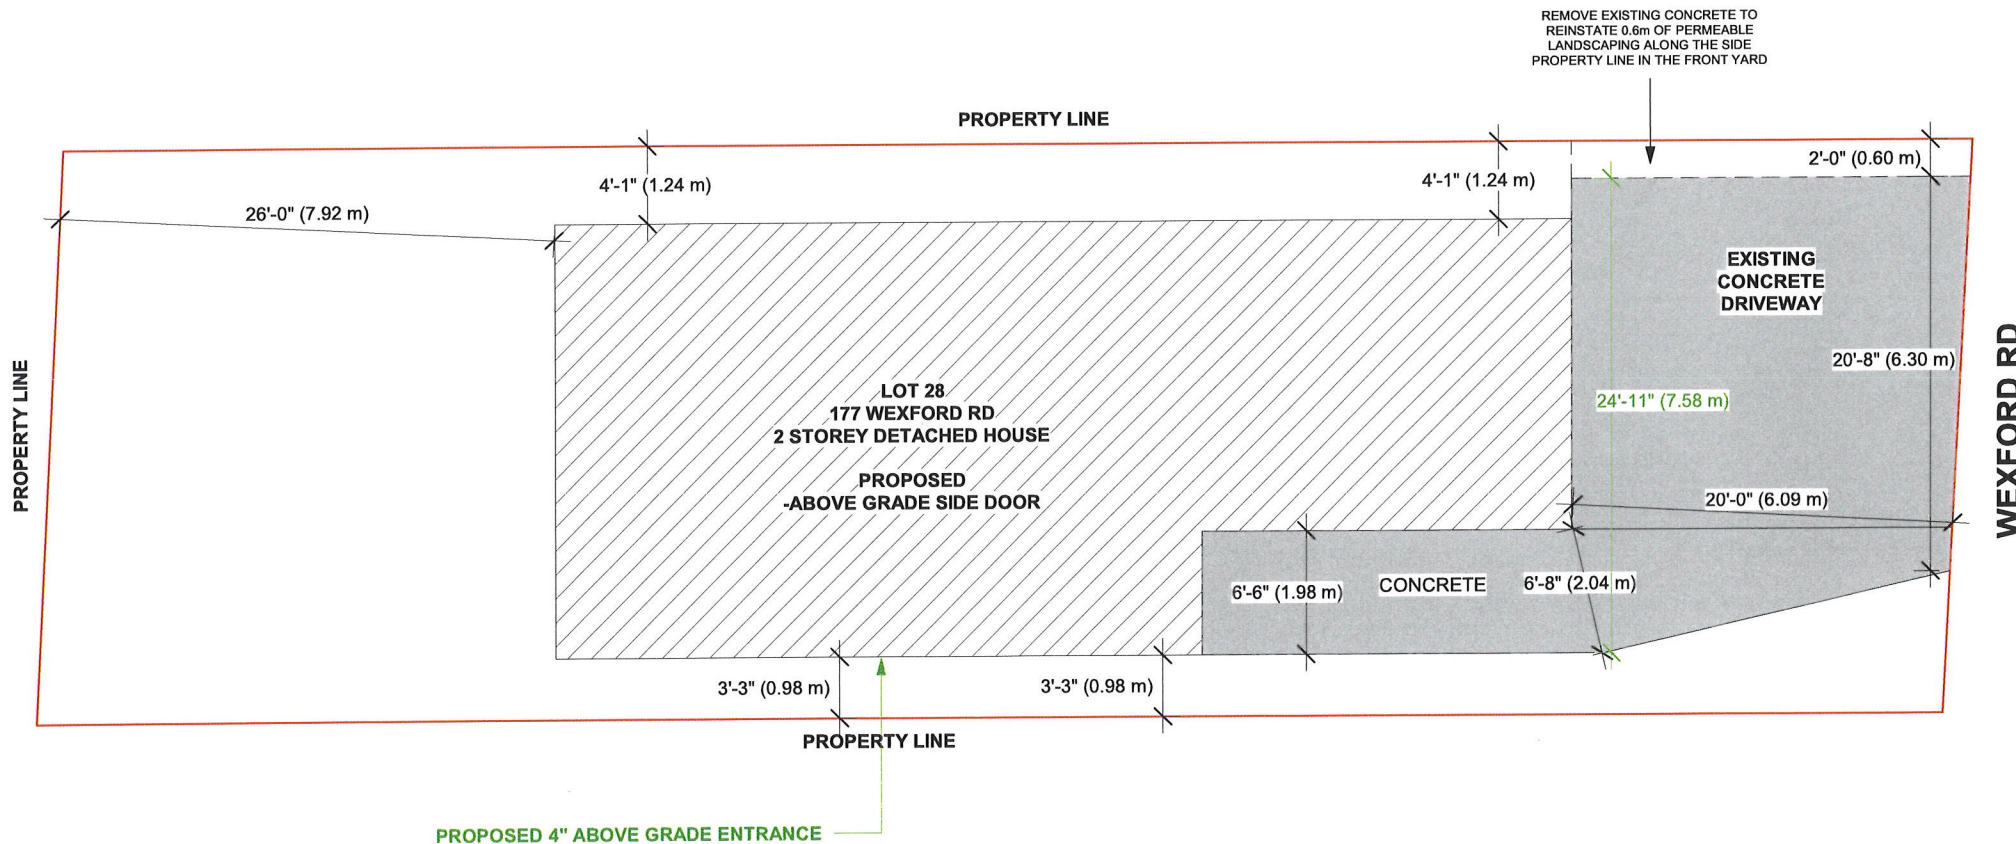 REMOVE EXISTING CONCRETE TO
REINSTATE 0.6m OF PERMEABLE
LANDSCAPING ALONG THE SIDE
PROPERTY LINE IN THE FRONT YARD
PROPERTY LINE
2'-0" (0.60 m)
4'-1" (1.24 m)
4'-1" (1.24 m)
26'-0" (7.92 m)
EXISTING
CONCRETE
DRIVEWAY
20'-8" (6.30 m)
WEXFORD RD
PROPERTY LINE
24'-11" (7.58 m)
LOT 28
177 WEXFORD RD
2 STOREY DETACHED HOUSE
PROPOSED
-ABOVE GRADE SIDE DOOR
20'-0" (6.09 m)
6'-6" (1.98 m)
CONCRETE
6'-8" (2.04 m)
3'-3" (0.98 m)
3'-3" (0.98 m)
PROPERTY LINE
PROPOSED 4" ABOVE GRADE ENTRANCE